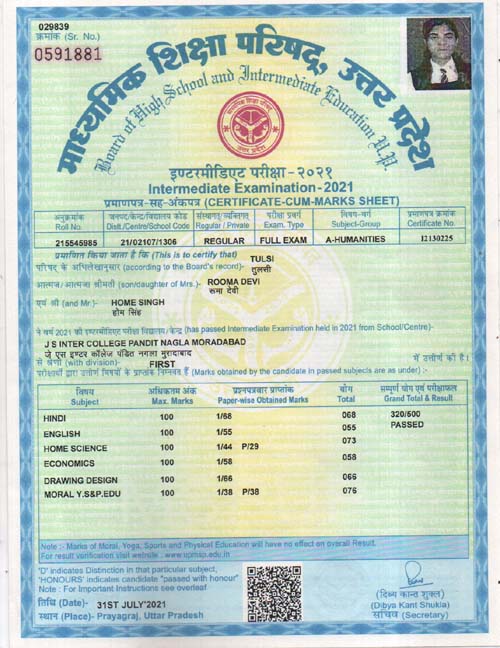 029839
क्रमांक (Sr. No.)
0591881
माध्यमिक शिक्षा परिषद्, उत्तर प्रदेश
Board of High School and Intermediate Education U.P.
इण्टरमीडिएट परीक्षा-२०२१
Intermediate Examination-2021
प्रमाणपत्र-सह-अंकपत्र (CERTIFICATE-CUM-MARKS SHEET)
अनुक्रमांक जनपद/केन्द्र/विद्यालय कोड संस्थागत/व्यक्तिगत परीक्षा प्रवर्ग विषय-वर्ग प्रमाणपत्र क्रमांक
Roll No. Distt./Centre/School Code Regular / Private Exam. Type Subject-Group Certificate No.
215545985 21/02107/1306 REGULAR FULL EXAM A-HUMANITIES I2130225
प्रमाणित किया जाता है कि (This is to certify that) TULSI
परिषद के अभिलेखानुसार (according to the Board's record)- तुलसी
आत्मज/आत्मजा श्रीमती (son/daughter of Mrs.)- ROOMA DEVI
रूमा देवी
एवं श्री (and Mr.)- HOME SINGH
होम सिंह
ने वर्ष 2021 की इण्टरमीडिएट परीक्षा विद्यालय/केन्द्र (has passed Intermediate Examination held in 2021 from School/Centre)-
J S INTER COLLEGE PANDIT NAGLA MORADABAD
जे एस इण्टर कॉलेज पंडित नगला मुरादाबाद
से श्रेणी (with division)- FIRST में उत्तीर्ण की है।
परीक्षार्थी द्वारा उत्तीर्ण विषयों के प्राप्तांक निम्नवत् हैं (Marks obtained by the candidate in passed subjects are as under) :-
विषय अधिकतम अंक प्रश्नपत्रवार प्राप्तांक योग सम्पूर्ण योग एवं परीक्षाफल
Subject Max. Marks Paper-wise Obtained Marks Total Grand Total & Result
HINDI 100 1/68 068 320/500
ENGLISH 100 1/55 055 PASSED
HOME SCIENCE 100 1/44 P/29 073
ECONOMICS 100 1/58 058
DRAWING DESIGN 100 1/66 066
MORAL Y.S&P.EDU 100 1/38 P/38 076
Note :- Marks of Moral, Yoga, Sports and Physical Education will have no effect on overall Result.
For result verification visit website : www.upmsp.edu.in
"D" indicates Distinction in that particular subject,
'HONOURS' indicates candidate "passed with honour"
Note : For Important Instructions see overleaf
तिथि (Date)- 31ST JULY'2021
स्थान (Place)- Prayagraj, Uttar Pradesh
(दिव्य कान्त शुक्ल)
(Dibya Kant Shukla)
सचिव (Secretary)